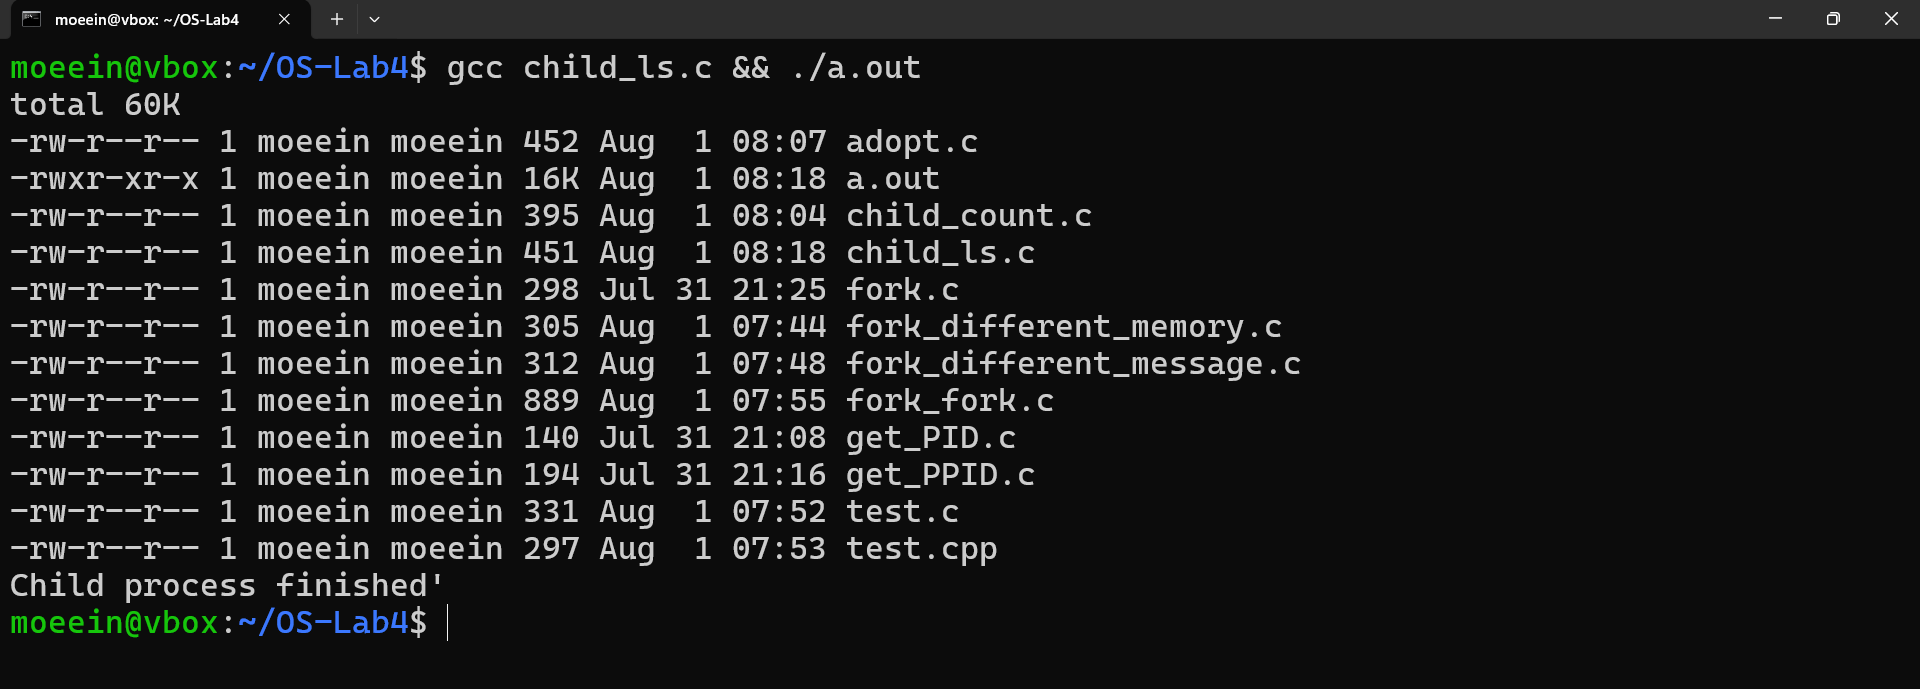 moeein@vbox: ~/OS-Lab4
moeein@vbox:~/OS-Lab4$ gcc child_ls.c && ./a.out
total 60K
-rw-r--r-- 1 moeein moeein 452 Aug  1 08:07 adopt.c
-rwxr-xr-x 1 moeein moeein 16K Aug  1 08:18 a.out
-rw-r--r-- 1 moeein moeein 395 Aug  1 08:04 child_count.c
-rw-r--r-- 1 moeein moeein 451 Aug  1 08:18 child_ls.c
-rw-r--r-- 1 moeein moeein 298 Jul 31 21:25 fork.c
-rw-r--r-- 1 moeein moeein 305 Aug  1 07:44 fork_different_memory.c
-rw-r--r-- 1 moeein moeein 312 Aug  1 07:48 fork_different_message.c
-rw-r--r-- 1 moeein moeein 889 Aug  1 07:55 fork_fork.c
-rw-r--r-- 1 moeein moeein 140 Jul 31 21:08 get_PID.c
-rw-r--r-- 1 moeein moeein 194 Jul 31 21:16 get_PPID.c
-rw-r--r-- 1 moeein moeein 331 Aug  1 07:52 test.c
-rw-r--r-- 1 moeein moeein 297 Aug  1 07:53 test.cpp
Child process finished'
moeein@vbox:~/OS-Lab4$